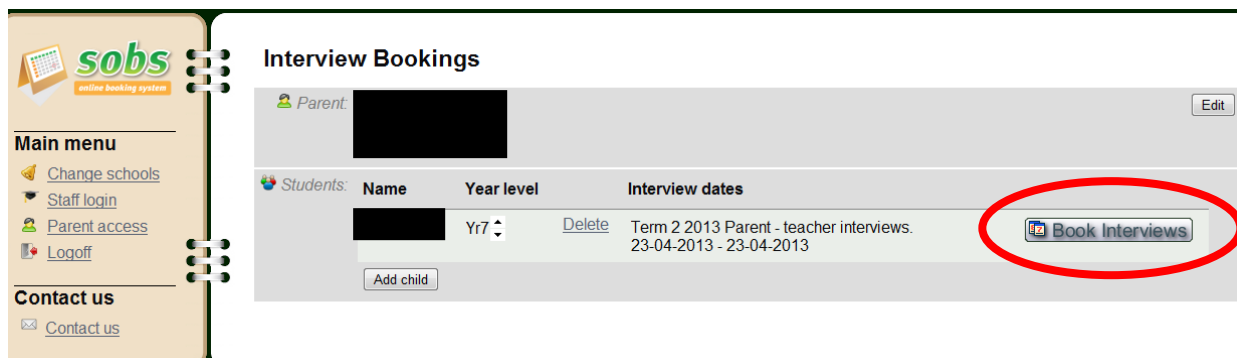 sobs
online booking system
Main menu
Change schools
Staff login
Parent access
Logoff
Contact us
Contact us
Interview Bookings
Parent:
Edit
Students: Name Year level Interview dates
Yr7 Delete Term 2 2013 Parent - teacher interviews. Book Interviews
23-04-2013 - 23-04-2013
Add child